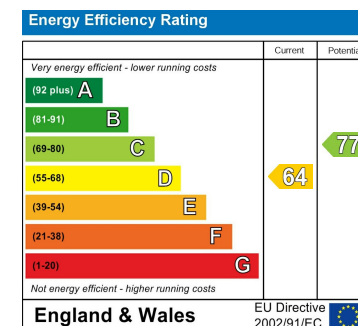 Energy Efficiency Rating
Current Potentia
Very energy efficient - lower running costs
(92 plus) A
(81-91) B
(69-80) C
77
(55-68) D
64
(39-54) E
(21-38) F
(1-20) G
Not energy efficient - higher running costs
England & Wales
EU Directive
2002/91/EC